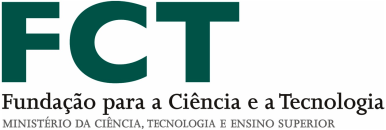 FCT
Fundação para a Ciência e a Tecnologia
MINISTÉRIO DA CIÊNCIA, TECNOLOGIA E ENSINO SUPERIOR